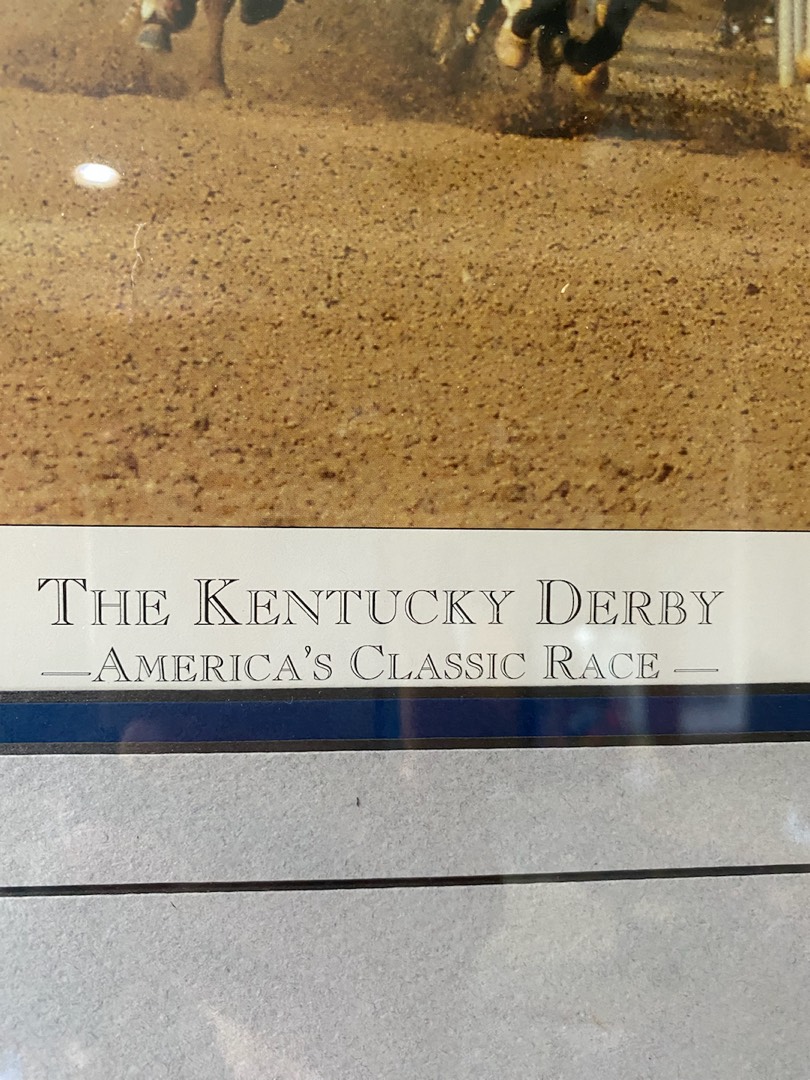 THE KENTUCKY DERBY
—AMERICA'S CLASSIC RACE —